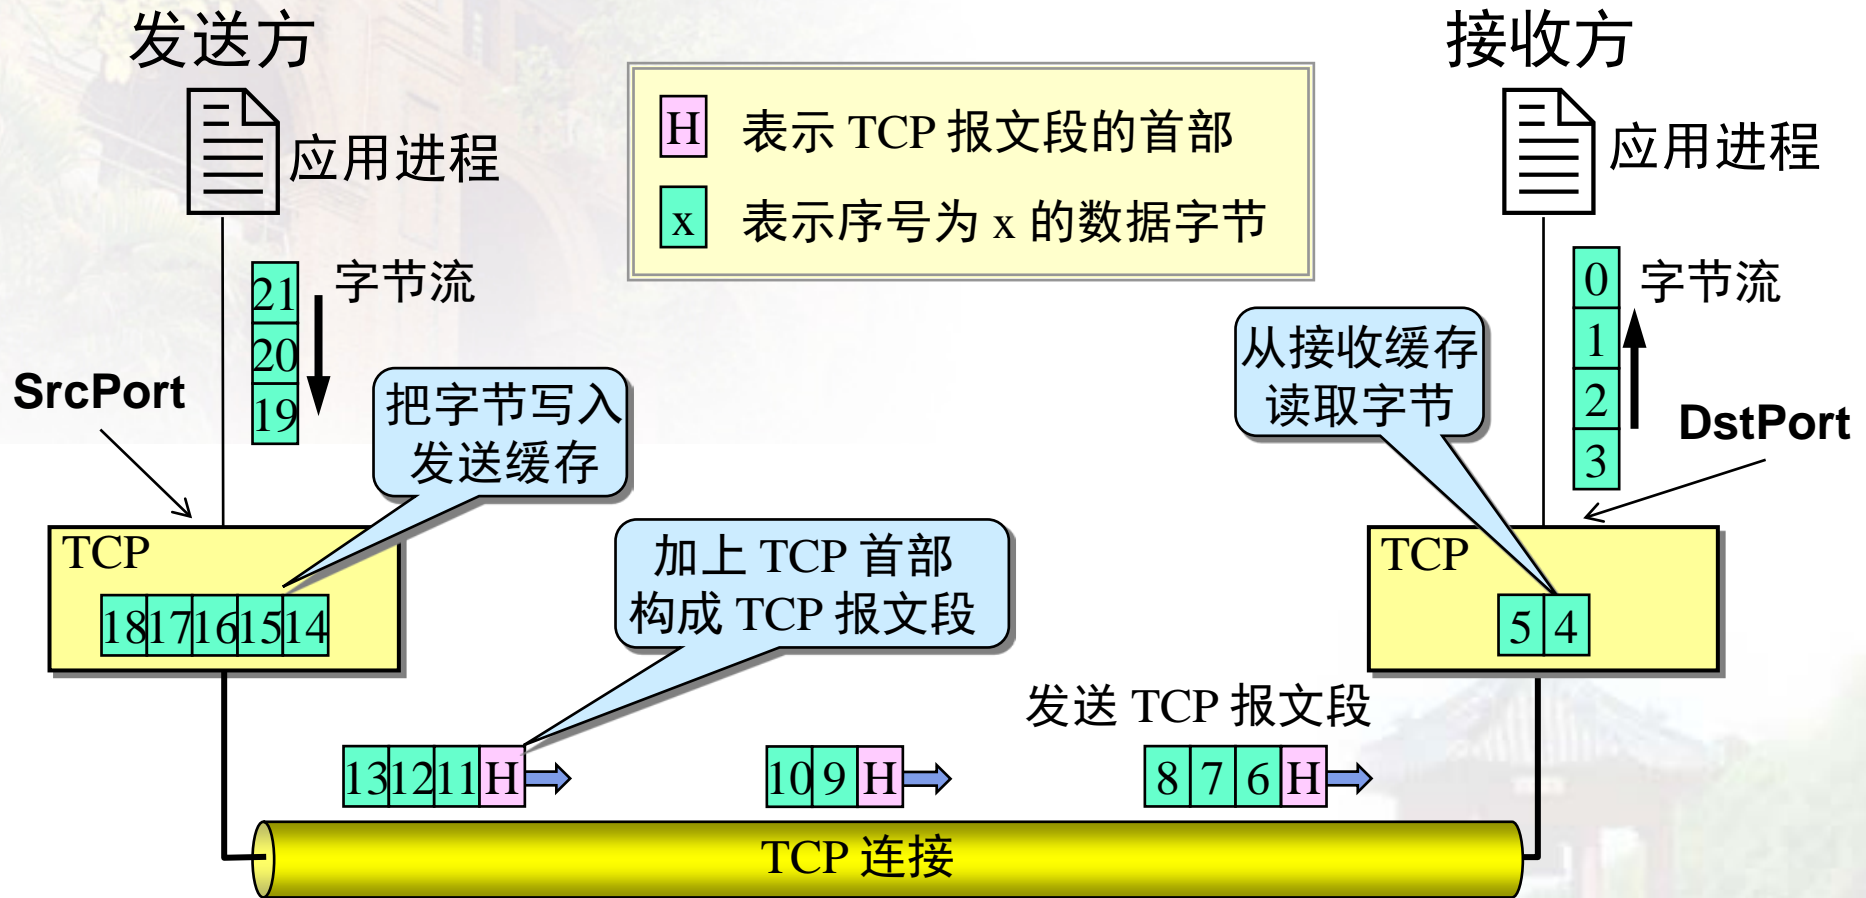 发送方
接收方
H 表示 TCP 报文段的首部
x 表示序号为 x 的数据字节
应用进程
应用进程
21
20
19
字节流
0
1
2
3
字节流
SrcPort
把字节写入
发送缓存
从接收缓存
读取字节
DstPort
TCP
18 17 16 15 14
加上 TCP 首部
构成 TCP 报文段
TCP
5 4
发送 TCP 报文段
13 12 11 H
10 9 H
8 7 6 H
TCP 连接